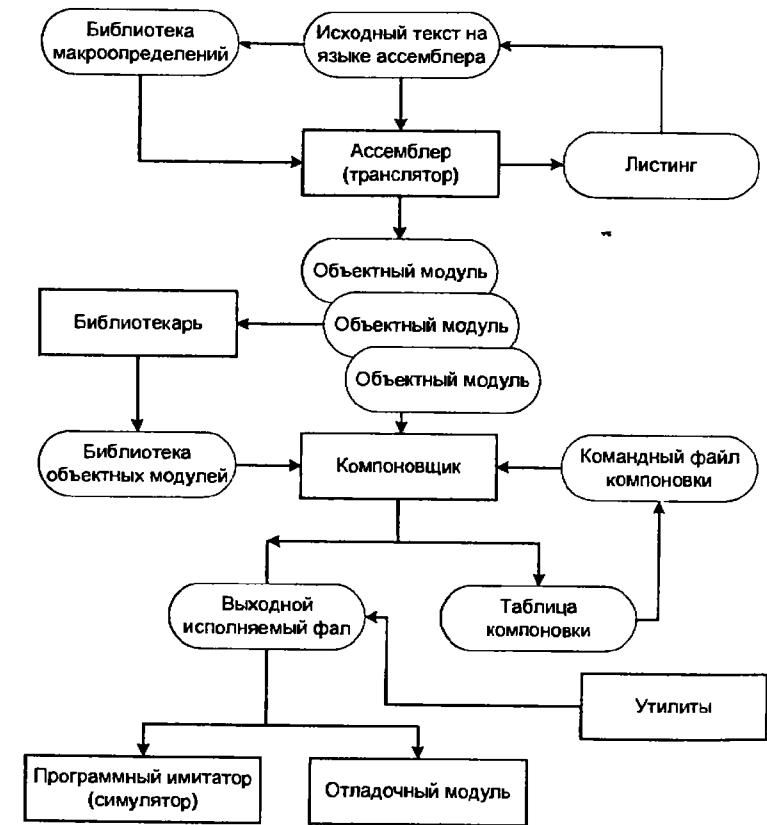 Библиотека
макроопределений
Исходный текст на
языке ассемблера
Ассемблер
(транслятор)
Листинг
Объектный модуль
Библиотекарь
Объектный модуль
Объектный модуль
Библиотека
объектных модулей
Компоновщик
Командный файл
компоновки
Выходной
исполняемый фал
Таблица
компоновки
Утилиты
Программный имитатор
(симулятор)
Отладочный модуль